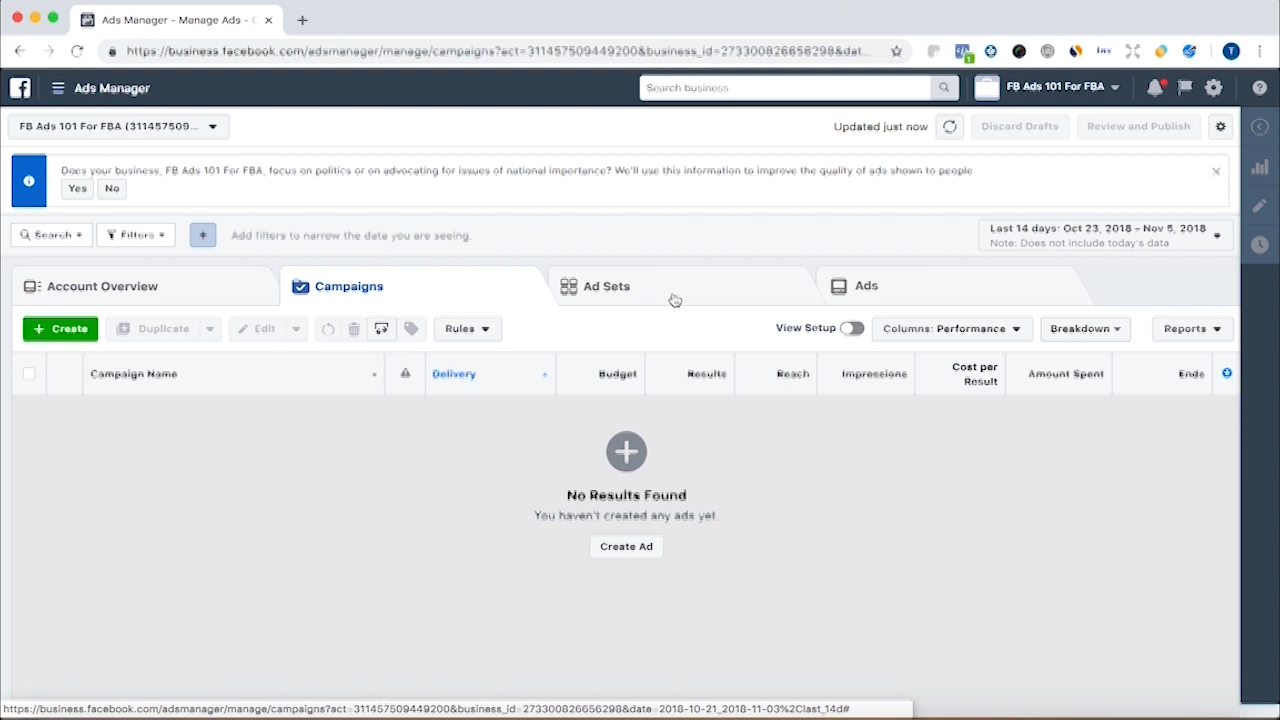 Ads Manager - Manage Ads - C
https://business.facebook.com/adsmanager/manage/campaigns?act=311457509449200&business_id=273300826656298&dat...
1
T
Ads Manager
Search business
FB Ads 101 For FBA
FB Ads 101 For FBA (311457509...
Updated just now
Discard Drafts
Review and Publish
Does your business, FB Ads 101 For FBA, focus on politics or on advocating for issues of national importance? We'll use this information to improve the quality of ads shown to people
Yes
No
Search
Filters
Add filters to narrow the data you are seeing.
Last 14 days: Oct 23, 2018 – Nov 5, 2018
Note: Does not include today's data
Account Overview
Campaigns
Ad Sets
Ads
+ Create
Duplicate
Edit
Rules
View Setup
Columns: Performance
Breakdown
Reports
Campaign Name
Delivery
Budget
Results
Reach
Impressions
Cost per
Result
Amount Spent
Ends
No Results Found
You haven't created any ads yet.
Create Ad
https://business.facebook.com/adsmanager/manage/campaigns?act=311457509449200&business_id=273300826656298&date=2018-10-21_2018-11-03%2Clast_14d#